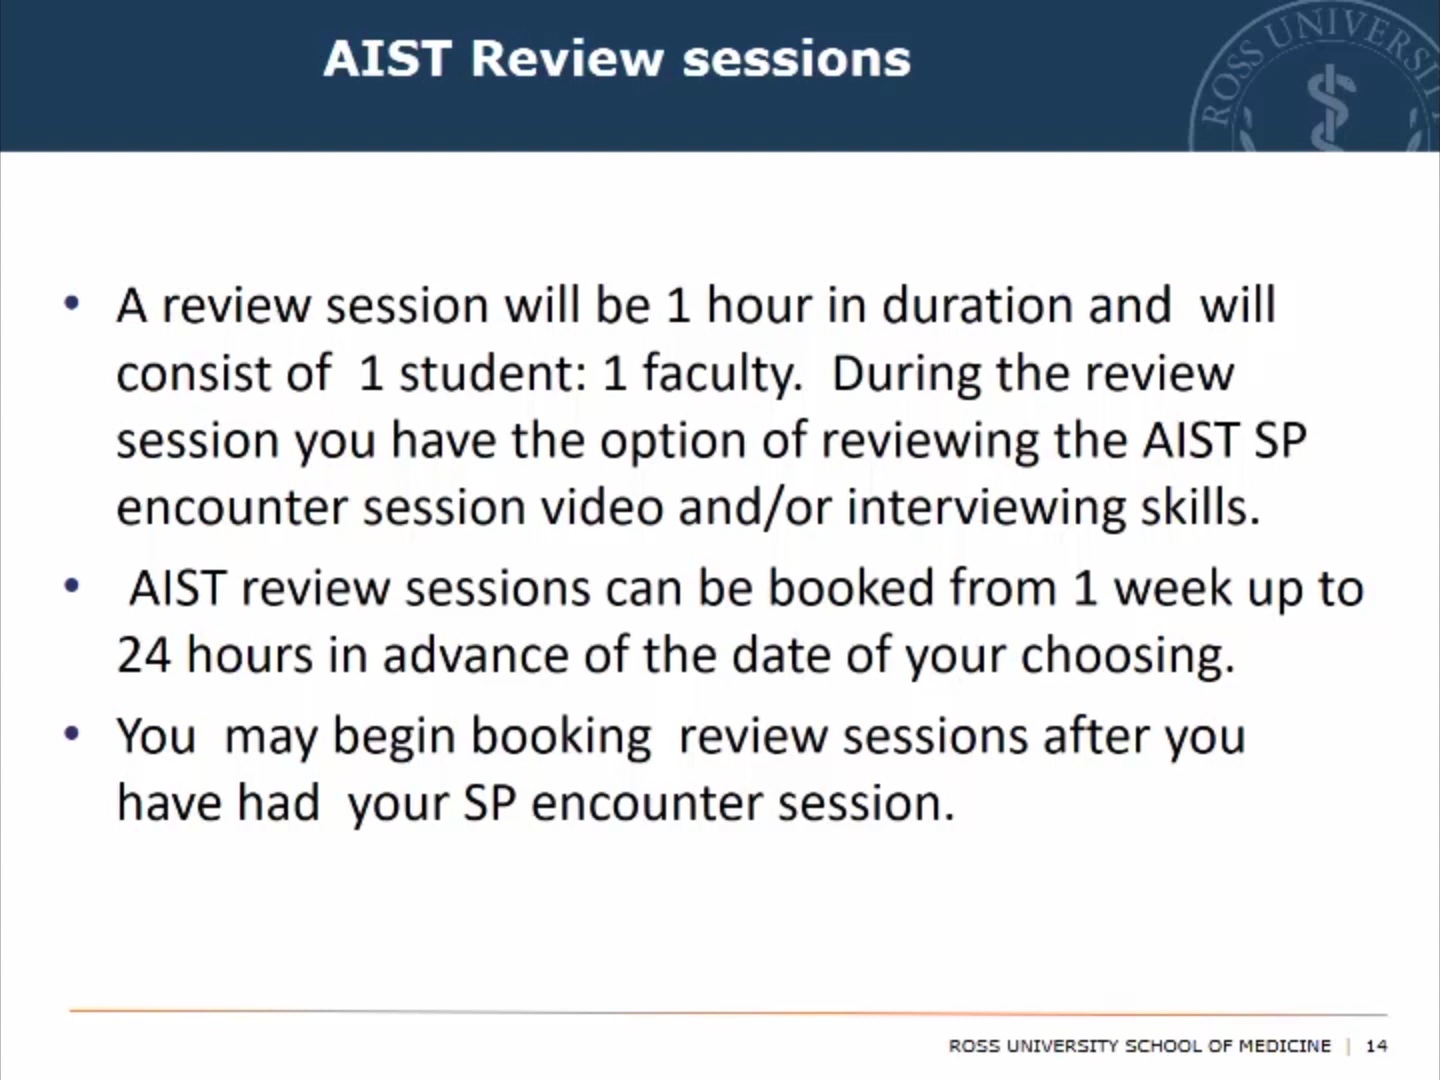 AIST Review sessions
ROSS UNIVERSITY
• A review session will be 1 hour in duration and will
consist of 1 student: 1 faculty. During the review
session you have the option of reviewing the AIST SP
encounter session video and/or interviewing skills.
• AIST review sessions can be booked from 1 week up to
24 hours in advance of the date of your choosing.
• You may begin booking review sessions after you
have had your SP encounter session.
ROSS UNIVERSITY SCHOOL OF MEDICINE | 14